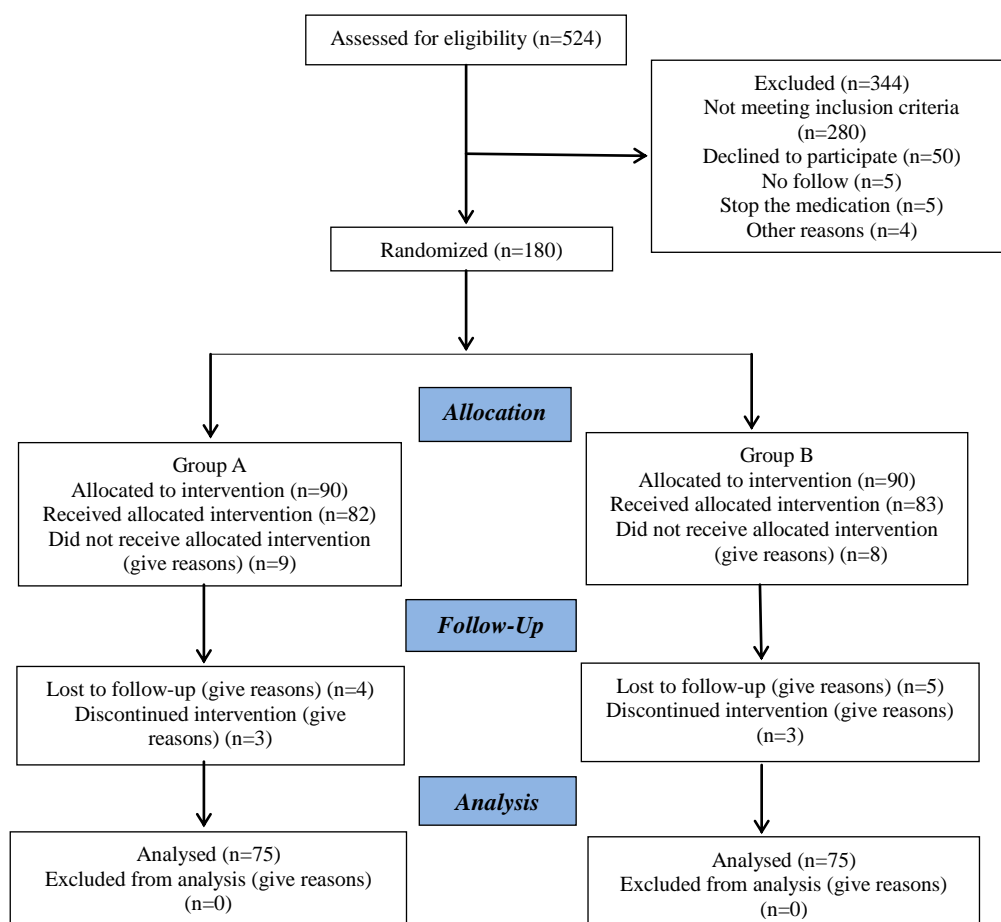 Assessed for eligibility (n=524)
Excluded (n=344)
Not meeting inclusion criteria
(n=280)
Declined to participate (n=50)
No follow (n=5)
Stop the medication (n=5)
Other reasons (n=4)
Randomized (n=180)
Allocation
Group A
Allocated to intervention (n=90)
Received allocated intervention (n=82)
Did not receive allocated intervention
(give reasons) (n=9)
Group B
Allocated to intervention (n=90)
Received allocated intervention (n=83)
Did not receive allocated intervention
(give reasons) (n=8)
Follow-Up
Lost to follow-up (give reasons) (n=4)
Discontinued intervention (give
reasons) (n=3)
Lost to follow-up (give reasons) (n=5)
Discontinued intervention (give reasons)
(n=3)
Analysis
Analysed (n=75)
Excluded from analysis (give reasons)
(n=0)
Analysed (n=75)
Excluded from analysis (give reasons)
(n=0)